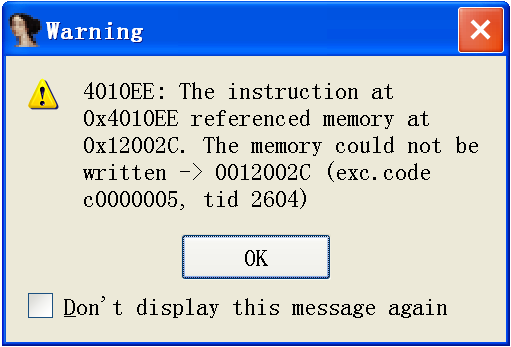 Warning
4010EE: The instruction at
0x4010EE referenced memory at
0x12002C. The memory could not be
written -> 0012002C (exc.code
c0000005, tid 2604)
OK
Don't display this message again